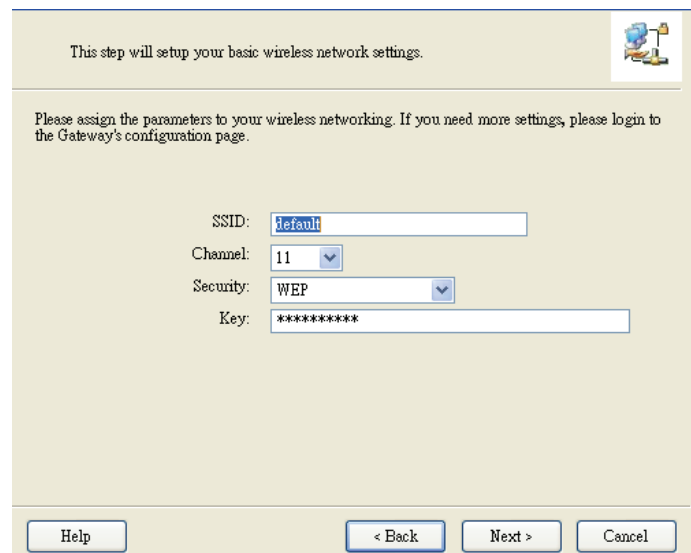 This step will setup your basic wireless network settings.
Please assign the parameters to your wireless networking. If you need more settings, please login to
the Gateway's configuration page.
SSID: default
Channel: 11
Security: WEP
Key: **********
Help < Back Next > Cancel